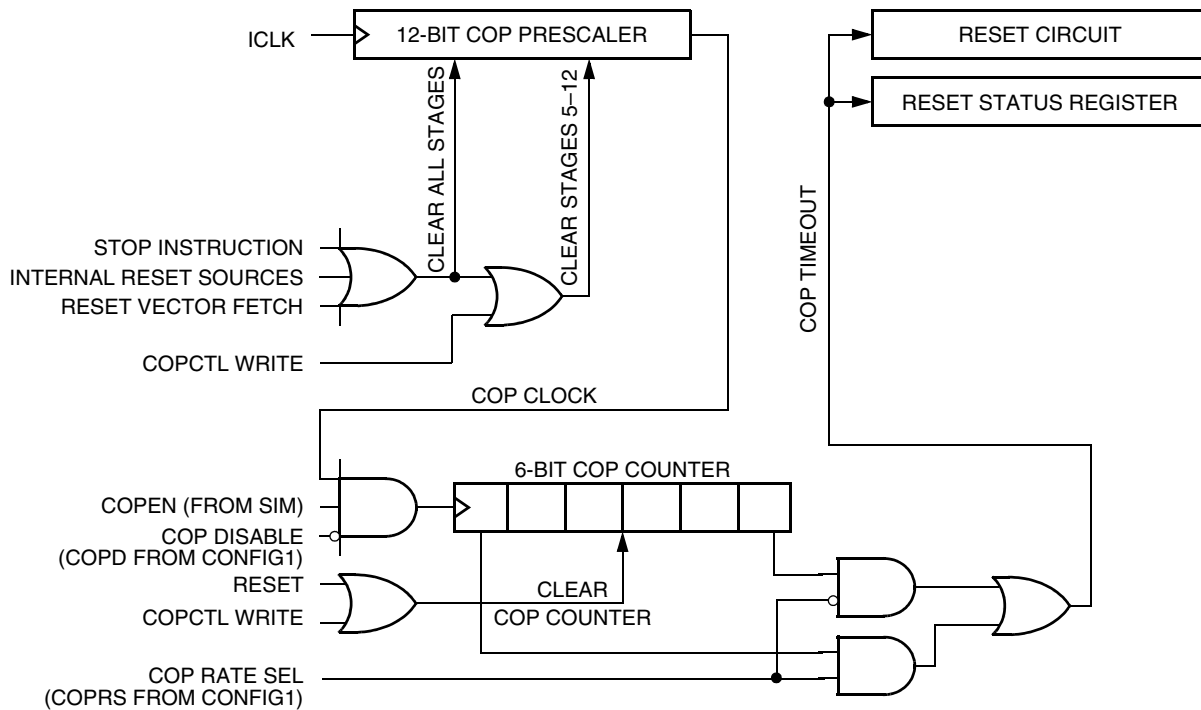 ICLK
12-BIT COP PRESCALER
RESET CIRCUIT
RESET STATUS REGISTER
CLEAR ALL STAGES
CLEAR STAGES 5–12
STOP INSTRUCTION
INTERNAL RESET SOURCES
RESET VECTOR FETCH
COPCTL WRITE
COP TIMEOUT
COP CLOCK
6-BIT COP COUNTER
COPEN (FROM SIM)
COP DISABLE
(COPD FROM CONFIG1)
RESET
COPCTL WRITE
CLEAR
COP COUNTER
COP RATE SEL
(COPRS FROM CONFIG1)